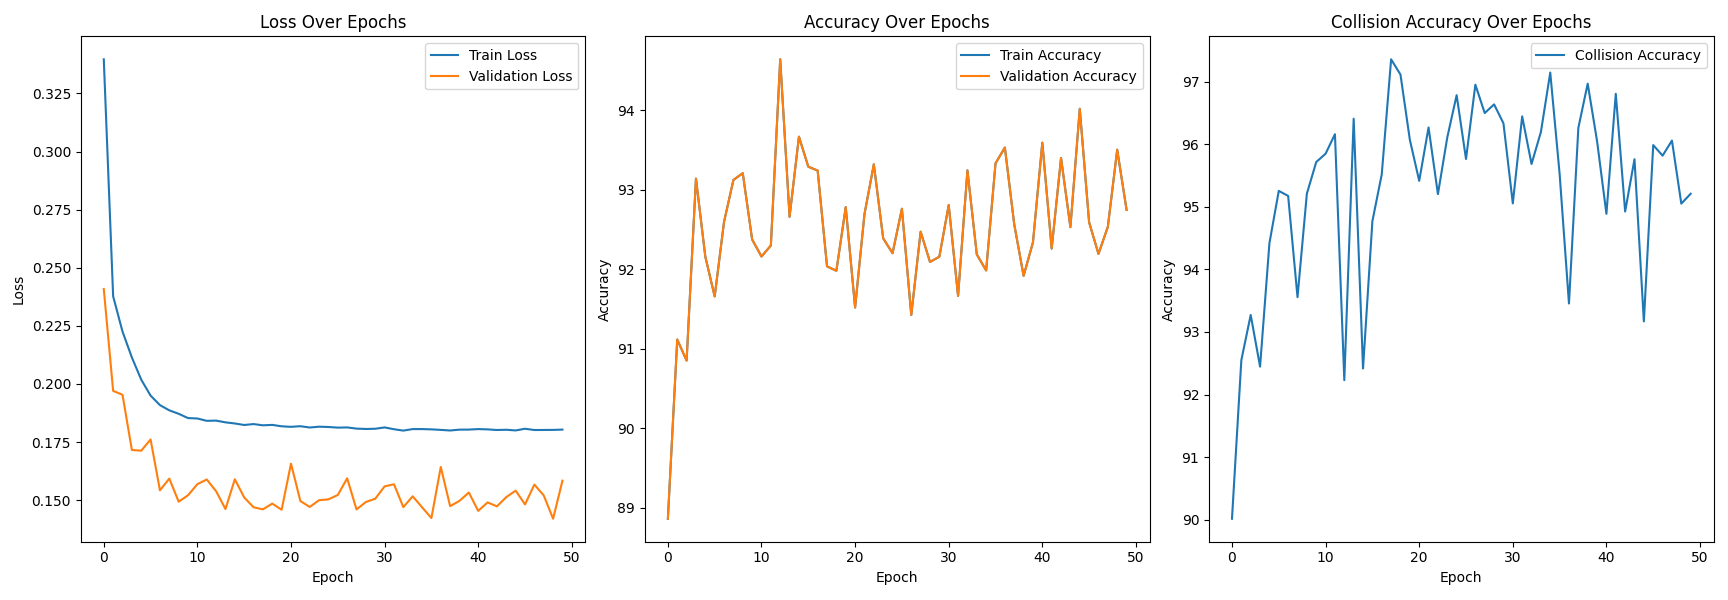 Loss Over Epochs
Train Loss
Validation Loss
0.325
0.300
0.275
0.250
0.225
0.200
0.175
0.150
Loss
0 10 20 30 40 50
Epoch
Accuracy Over Epochs
Train Accuracy
Validation Accuracy
94
93
92
91
90
89
Accuracy
0 10 20 30 40 50
Epoch
Collision Accuracy Over Epochs
Collision Accuracy
97
96
95
94
93
92
91
90
Accuracy
0 10 20 30 40 50
Epoch